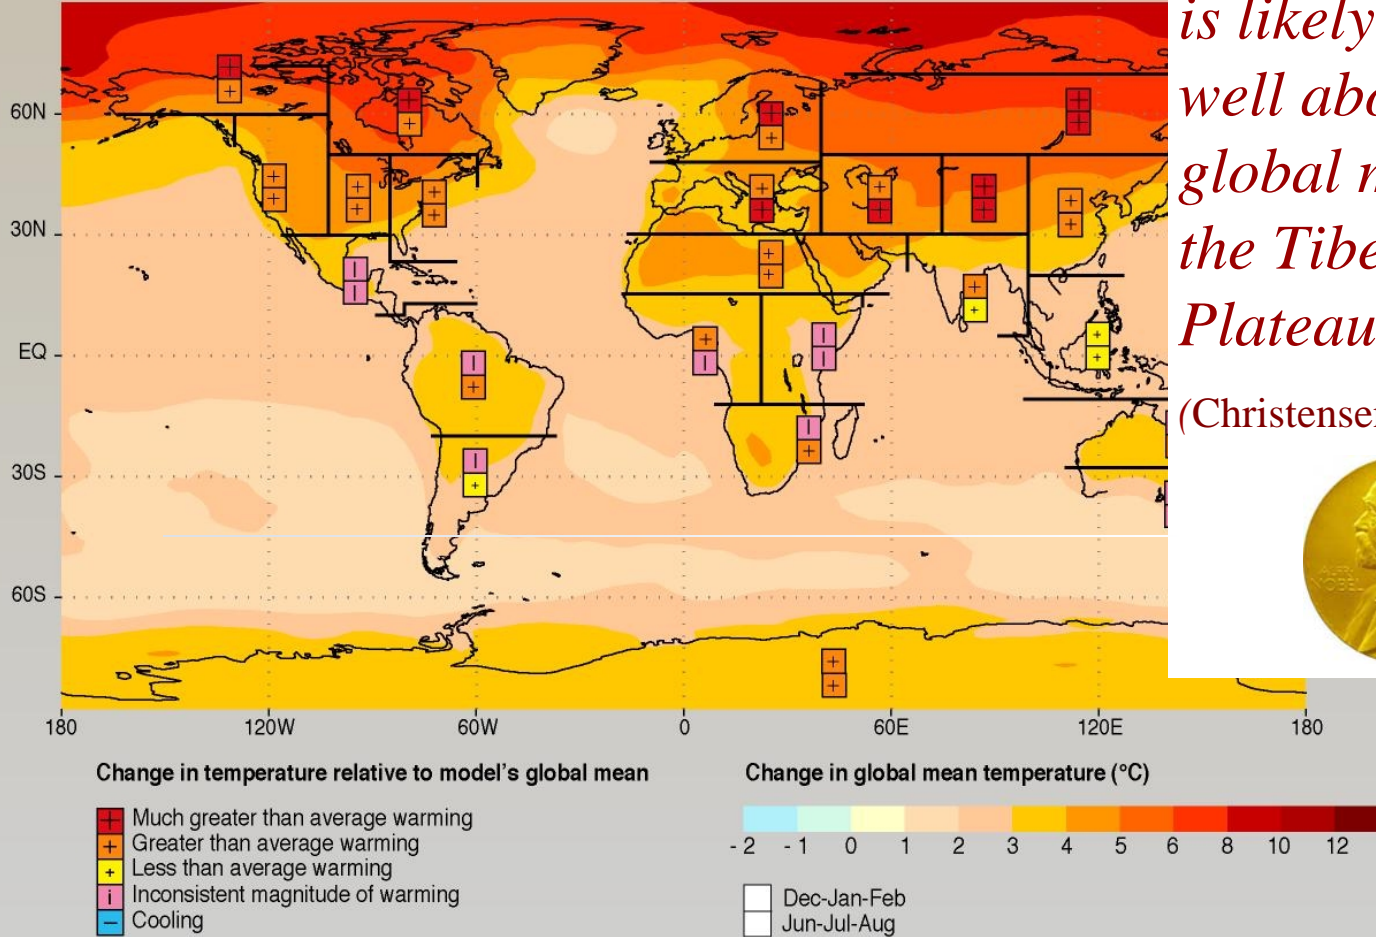 is likely
well abo
global m
the Tibe
Plateau
(Christensen
60N
30N
EQ
30S
60S
180 120W 60W 0 60E 120E 180
Change in temperature relative to model's global mean
+ Much greater than average warming
+ Greater than average warming
+ Less than average warming
i Inconsistent magnitude of warming
– Cooling
Change in global mean temperature (°C)
- 2 - 1 0 1 2 3 4 5 6 8 10 12
Dec-Jan-Feb
Jun-Jul-Aug